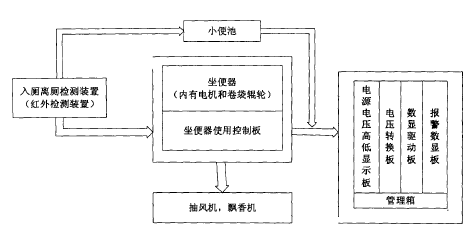 小便池
入厕离厕检测装置
（红外检测装置）
坐便器
（内有电机和卷袋辊轮）
坐便器使用控制板
抽风机，飘香机
电源电压高低显示板
电压转换板
数显驱动板
报警数显板
管理箱